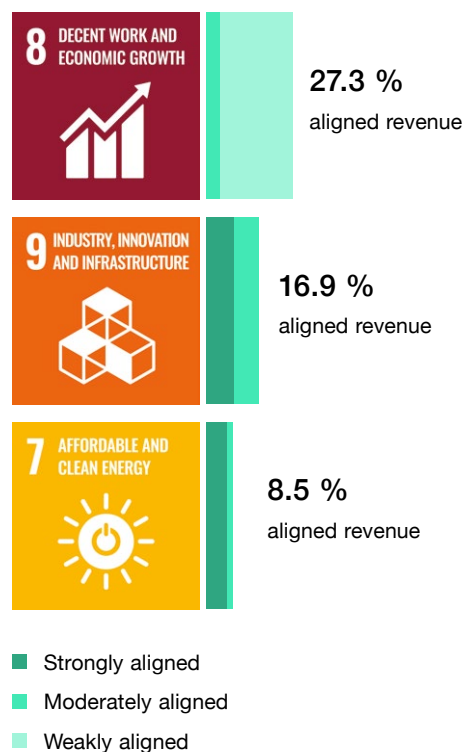 8 DECENT WORK AND
ECONOMIC GROWTH
27.3 %
aligned revenue
9 INDUSTRY, INNOVATION
AND INFRASTRUCTURE
16.9 %
aligned revenue
7 AFFORDABLE AND
CLEAN ENERGY
8.5 %
aligned revenue
Strongly aligned
Moderately aligned
Weakly aligned